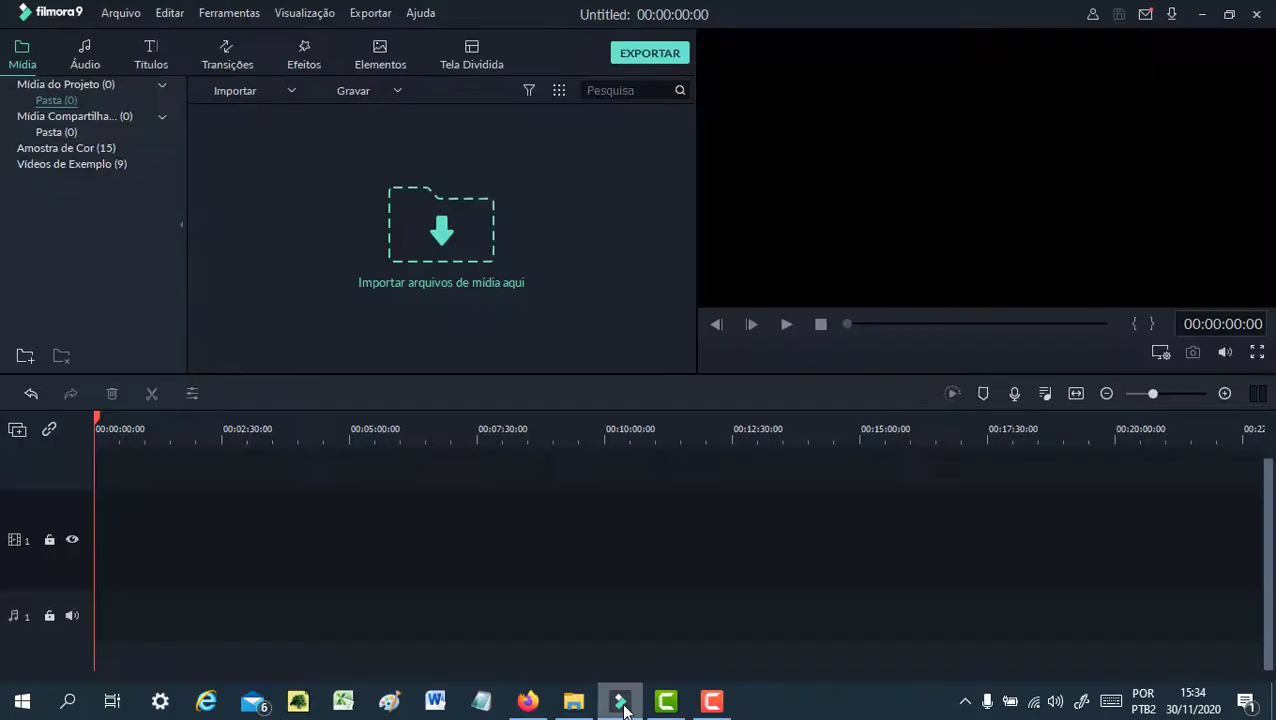 filmora9 Arquivo Editar Ferramentas Visualização Exportar Ajuda Untitled: 00:00:00:00
Mídia Áudio Títulos Transições Efeitos Elementos Tela Dividida EXPORTAR
Mídia do Projeto (0)
Pasta (0)
Mídia Compartilha... (0)
Pasta (0)
Amostra de Cor (15)
Vídeos de Exemplo (9)
Importar Gravar Pesquisa
Importar arquivos de mídia aqui
{ } 00:00:00:00
00:00:00:00 00:02:30:00 00:05:00:00 00:07:30:00 00:10:00:00 00:12:30:00 00:15:00:00 00:17:30:00 00:20:00:00 00:22
1
1
6
POR
PTB2
15:34
30/11/2020
1